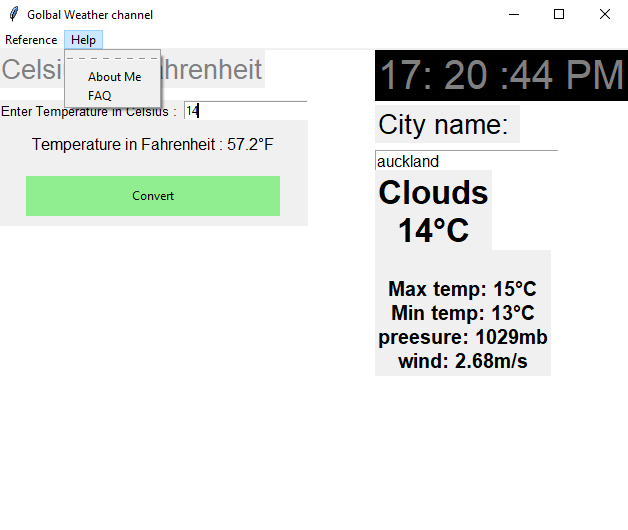 Golbal Weather channel
Reference Help
About Me
FAQ
Celsi ahrenheit
Enter Temperature in Celsius : 14
Temperature in Fahrenheit : 57.2°F
Convert
17: 20 :44 PM
City name:
auckland
Clouds
14°C
Max temp: 15°C
Min temp: 13°C
preesure: 1029mb
wind: 2.68m/s